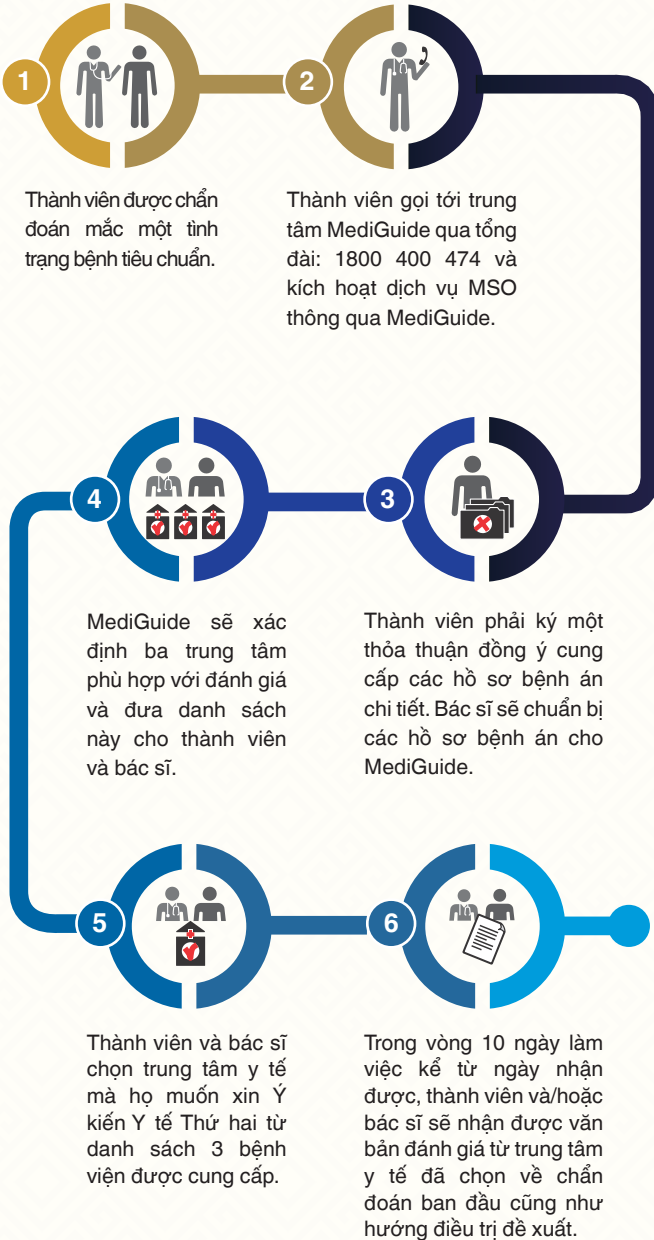 1
Thành viên được chẩn
đoán mắc một tình
trạng bệnh tiêu chuẩn.
2
Thành viên gọi tới trung
tâm MediGuide qua tổng
đài: 1800 400 474 và
kích hoạt dịch vụ MSO
thông qua MediGuide.
3
Thành viên phải ký một
thỏa thuận đồng ý cung
cấp các hồ sơ bệnh án
chi tiết. Bác sĩ sẽ chuẩn bị
các hồ sơ bệnh án cho
MediGuide.
4
MediGuide sẽ xác
định ba trung tâm
phù hợp với đánh giá
và đưa danh sách
này cho thành viên
và bác sĩ.
5
Thành viên và bác sĩ
chọn trung tâm y tế
mà họ muốn xin Ý
kiến Y tế Thứ hai từ
danh sách 3 bệnh
viện được cung cấp.
6
Trong vòng 10 ngày làm
việc kể từ ngày nhận
được, thành viên và/hoặc
bác sĩ sẽ nhận được văn
bản đánh giá từ trung tâm
y tế đã chọn về chẩn
đoán ban đầu cũng như
hướng điều trị đề xuất.